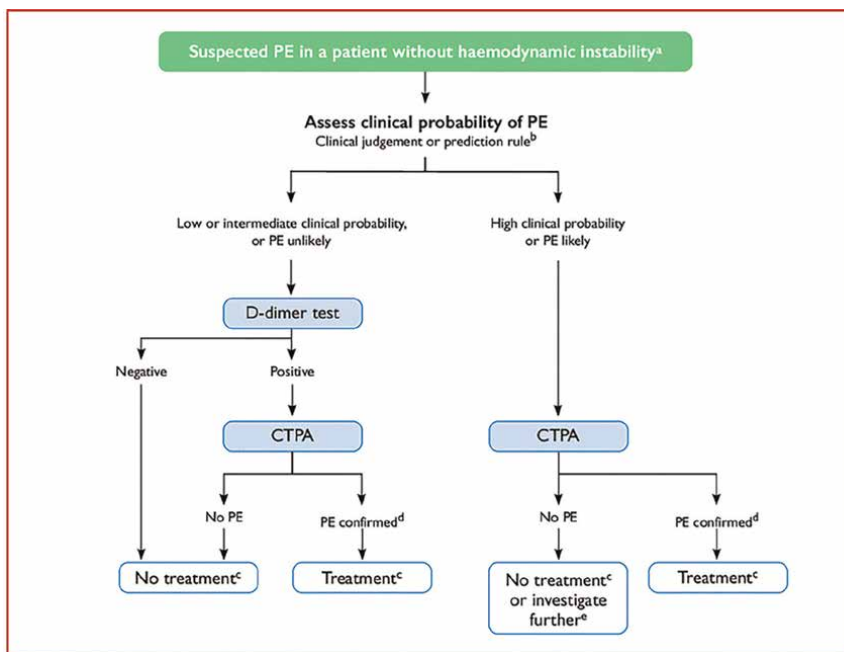 Suspected PE in a patient without haemodynamic instabilityᵃ
Assess clinical probability of PE
Clinical judgement or prediction ruleᵇ
Low or intermediate clinical probability,
or PE unlikely
High clinical probability
or PE likely
D-dimer test
Negative
Positive
CTPA
CTPA
No PE
PE confirmedᵈ
No PE
PE confirmedᵈ
No treatmentᶜ
Treatmentᶜ
No treatmentᶜ
or investigate
furtherᵉ
Treatmentᶜ